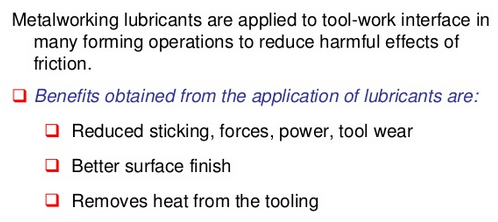 Metalworking lubricants are applied to tool-work interface in
many forming operations to reduce harmful effects of
friction.
Benefits obtained from the application of lubricants are:
Reduced sticking, forces, power, tool wear
Better surface finish
Removes heat from the tooling